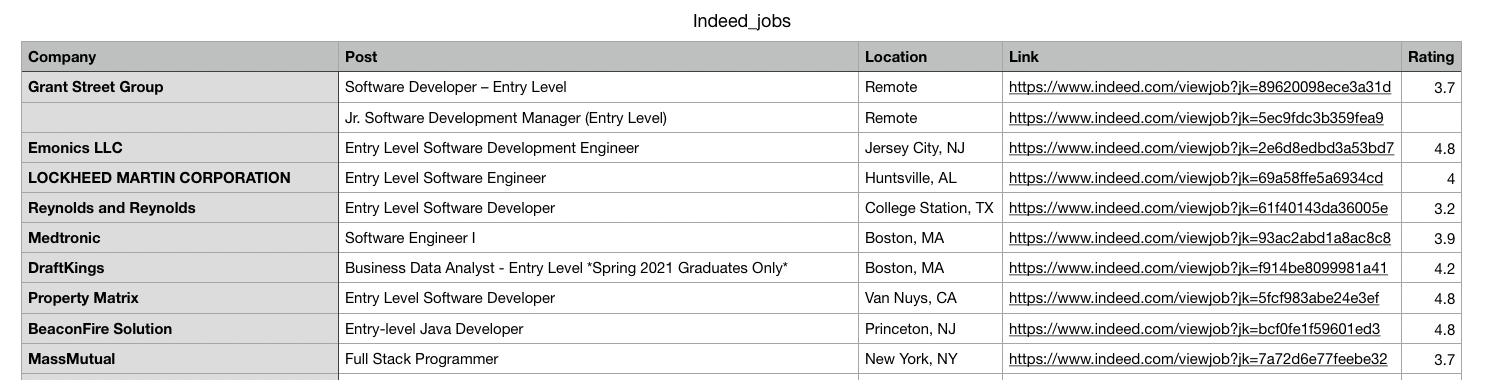 Indeed_jobs
Company Post Location Link Rating
Grant Street Group Software Developer – Entry Level Remote https://www.indeed.com/viewjob?jk=89620098ece3a31d 3.7
Jr. Software Development Manager (Entry Level) Remote https://www.indeed.com/viewjob?jk=5ec9fdc3b359fea9
Emonics LLC Entry Level Software Development Engineer Jersey City, NJ https://www.indeed.com/viewjob?jk=2e6d8edbd3a53bd7 4.8
LOCKHEED MARTIN CORPORATION Entry Level Software Engineer Huntsville, AL https://www.indeed.com/viewjob?jk=69a58ffe5a6934cd 4
Reynolds and Reynolds Entry Level Software Developer College Station, TX https://www.indeed.com/viewjob?jk=61f40143da36005e 3.2
Medtronic Software Engineer I Boston, MA https://www.indeed.com/viewjob?jk=93ac2abd1a8ac8c8 3.9
DraftKings Business Data Analyst - Entry Level *Spring 2021 Graduates Only* Boston, MA https://www.indeed.com/viewjob?jk=f914be8099981a41 4.2
Property Matrix Entry Level Software Developer Van Nuys, CA https://www.indeed.com/viewjob?jk=5fcf983abe24e3ef 4.8
BeaconFire Solution Entry-level Java Developer Princeton, NJ https://www.indeed.com/viewjob?jk=bcf0fe1f59601ed3 4.8
MassMutual Full Stack Programmer New York, NY https://www.indeed.com/viewjob?jk=7a72d6e77feebe32 3.7